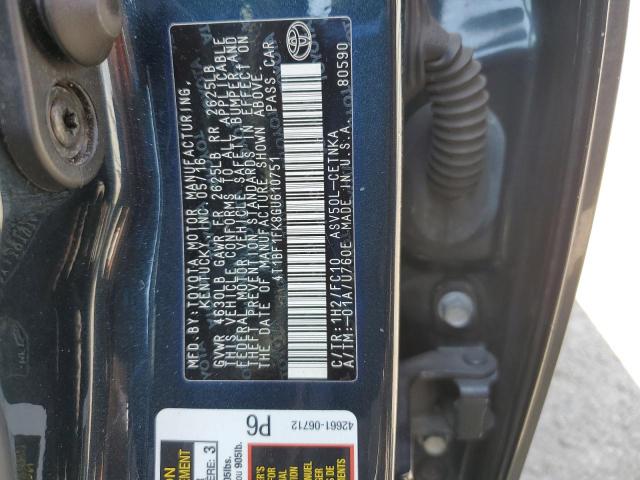 MFD. BY: TOYOTA MOTOR MANUFACTURING,
KENTUCKY, INC. 05/16
GVWR 4630LB GAWR FR 2625LB RR 2625LB
THIS VEHICLE CONFORMS TO ALL APPLICABLE
FEDERAL MOTOR VEHICLE SAFETY, BUMPER, AND
THEFT PREVENTION STANDARDS IN EFFECT ON
THE DATE OF MANUFACTURE SHOWN ABOVE.
4T1BF1FK8GU610751 PASS.CAR
C/TR: 1H2/FC10 ASV50L-CETNKA
A/TM: -01A/U760E MADE IN U.S.A. 80590
TOYOTA
42661-06712
P6
3
905lb.